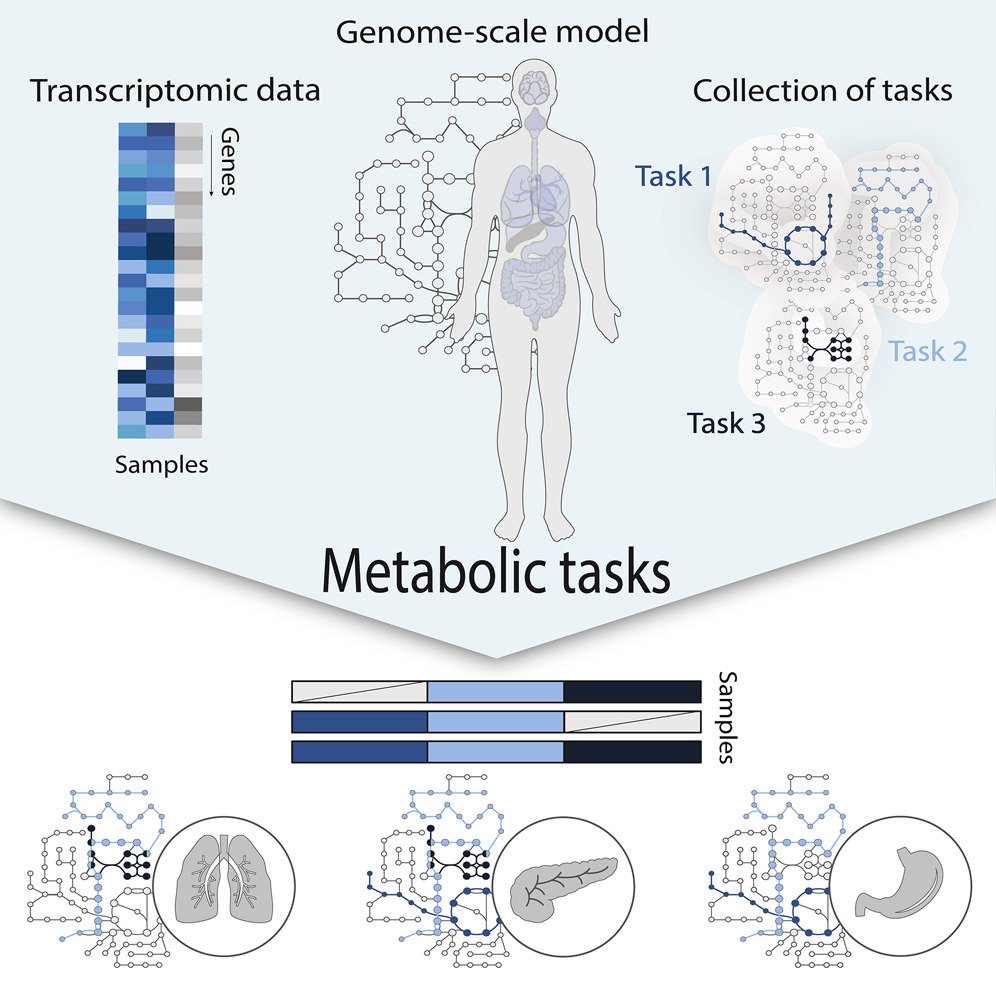 Genome-scale model
Transcriptomic data
Collection of tasks
Genes
Task 1
Task 2
Task 3
Samples
Metabolic tasks
Samples